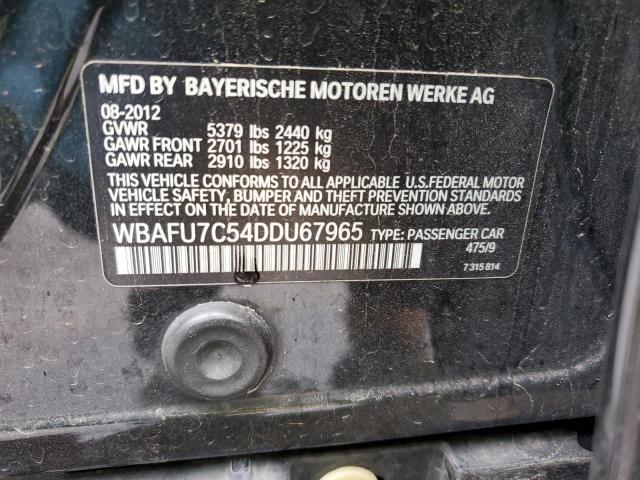 MFD BY BAYERISCHE MOTOREN WERKE AG
08-2012
GVWR 5379 lbs 2440 kg
GAWR FRONT 2701 lbs 1225 kg
GAWR REAR 2910 lbs 1320 kg
THIS VEHICLE CONFORMS TO ALL APPLICABLE U.S.FEDERAL MOTOR
VEHICLE SAFETY, BUMPER AND THEFT PREVENTION STANDARDS
IN EFFECT ON THE DATE OF MANUFACTURE SHOWN ABOVE.
WBAFU7C54DDU67965 TYPE: PASSENGER CAR
475/9
7 315 814